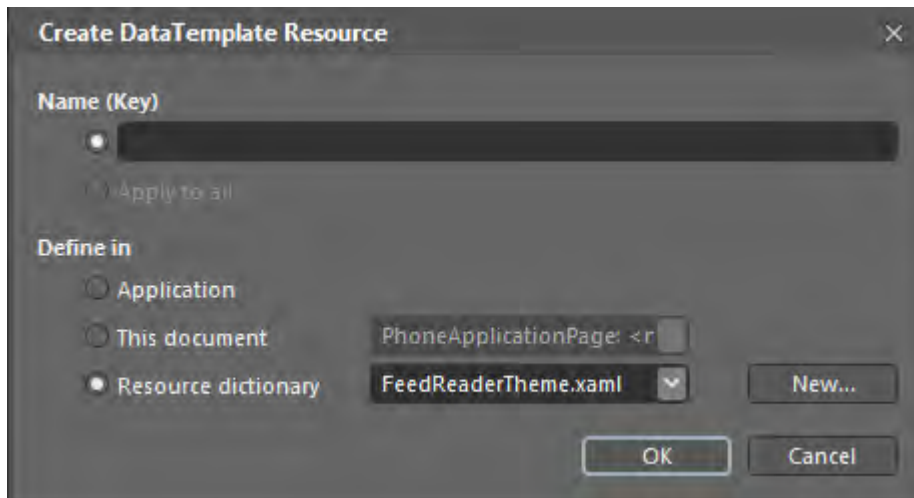 Create DataTemplate Resource
Name (Key)
Apply to all
Define in
Application
This document PhoneApplicationPage: <r
Resource dictionary FeedReaderTheme.xaml New...
OK Cancel